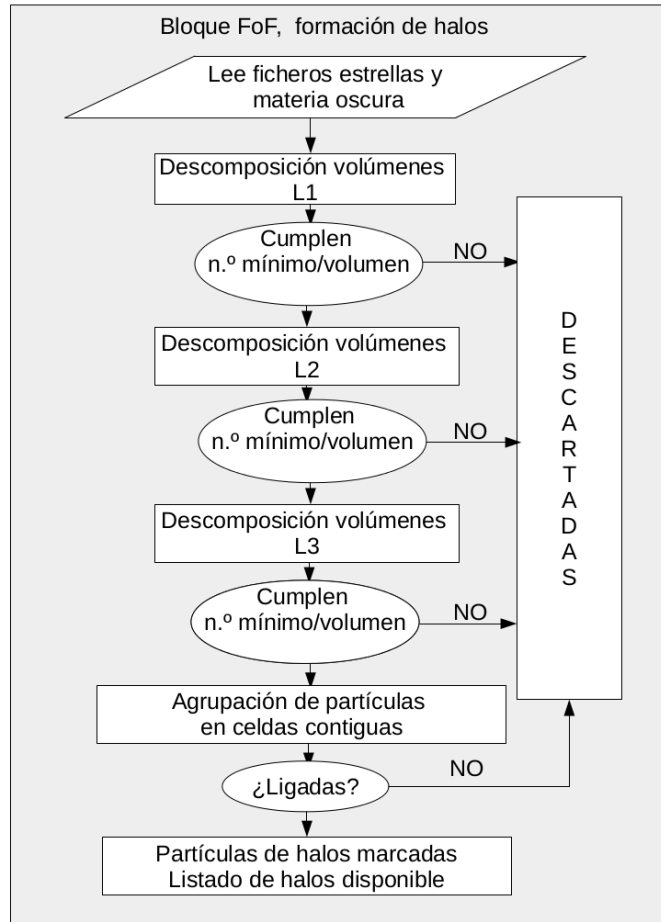 Bloque FoF, formación de halos
Lee ficheros estrellas y
materia oscura
Descomposición volúmenes
L1
Cumplen
n.º mínimo/volumen
NO
Descomposición volúmenes
L2
Cumplen
n.º mínimo/volumen
NO
Descomposición volúmenes
L3
Cumplen
n.º mínimo/volumen
NO
D
E
S
C
A
R
T
A
D
A
S
Agrupación de partículas
en celdas contiguas
¿Ligadas?
NO
Partículas de halos marcadas
Listado de halos disponible